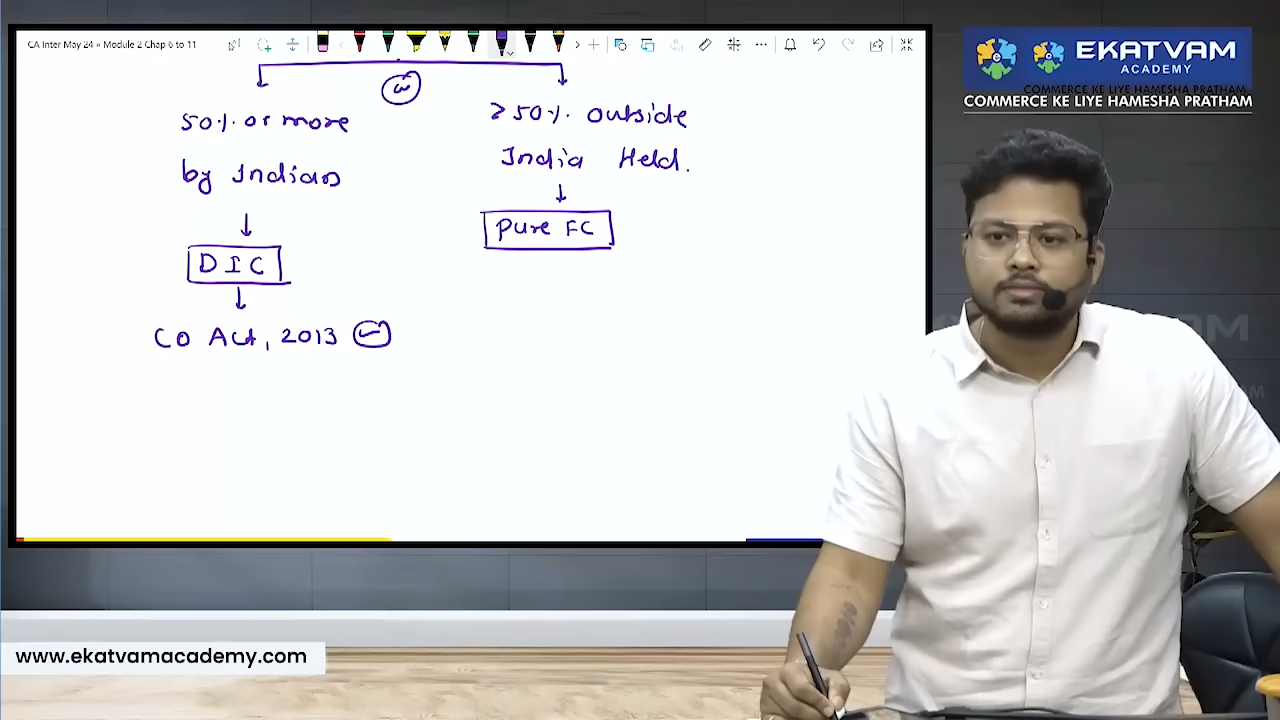 CA Inter May 24 » Module 2 Chap 6 to 11
50% or more
by Indians
DIC
CO Act, 2013
> 50% outside
India Held.
Pure FC
EKATVAM
ACADEMY
COMMERCE KE LIYE HAMESHA PRATHAM
www.ekatvamacademy.com